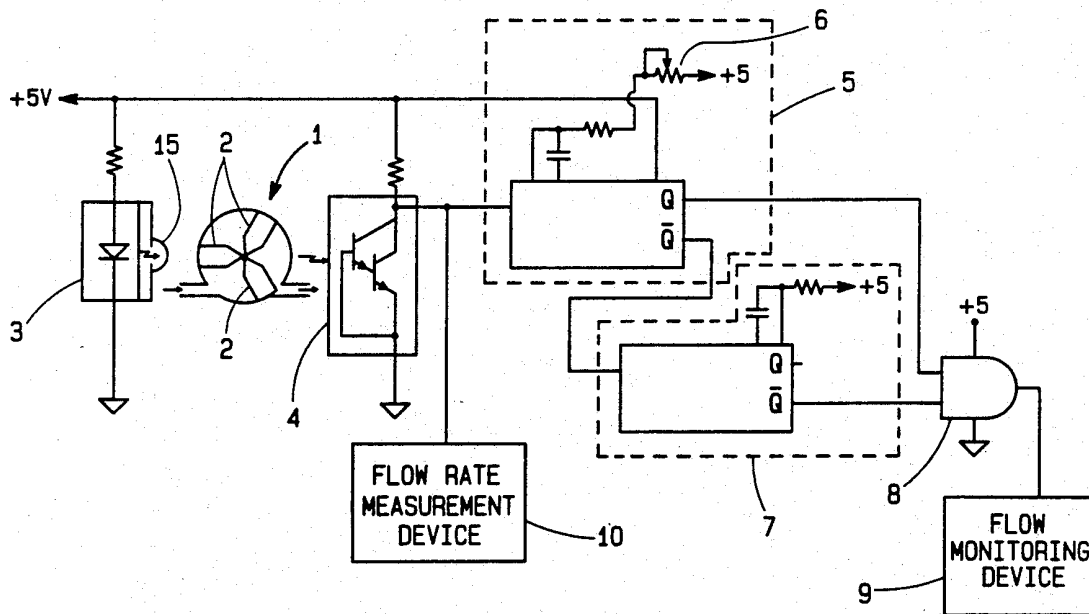 6
+5
5
+5V
15
2
1
Q
Q̅
3
2
4
+5
Q
Q̅
+5
8
7
FLOW RATE
MEASUREMENT
DEVICE
10
FLOW
MONITORING
DEVICE
9